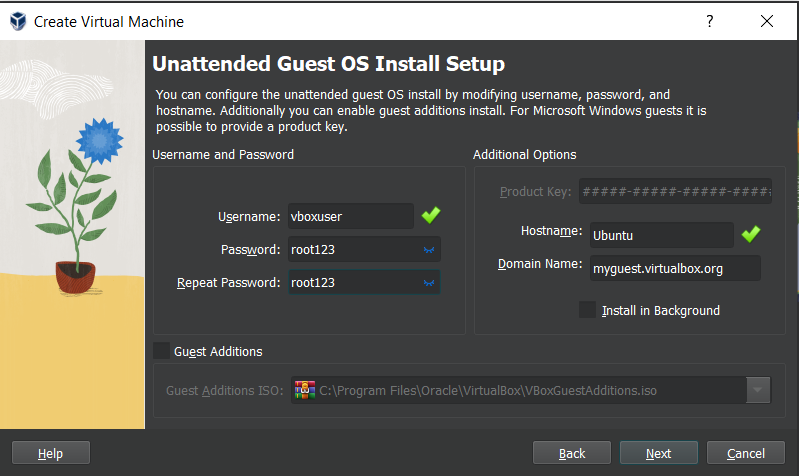 Create Virtual Machine
?
Unattended Guest OS Install Setup
You can configure the unattended guest OS install by modifying username, password, and
hostname. Additionally you can enable guest additions install. For Microsoft Windows guests it is
possible to provide a product key.
Username and Password
Username: vboxuser
Password: root123
Repeat Password: root123
Additional Options
Product Key: #####-#####-#####-#####
Hostname: Ubuntu
Domain Name: myguest.virtualbox.org
Install in Background
Guest Additions
Guest Additions ISO: C:\Program Files\Oracle\VirtualBox\VBoxGuestAdditions.iso
Help
Back
Next
Cancel